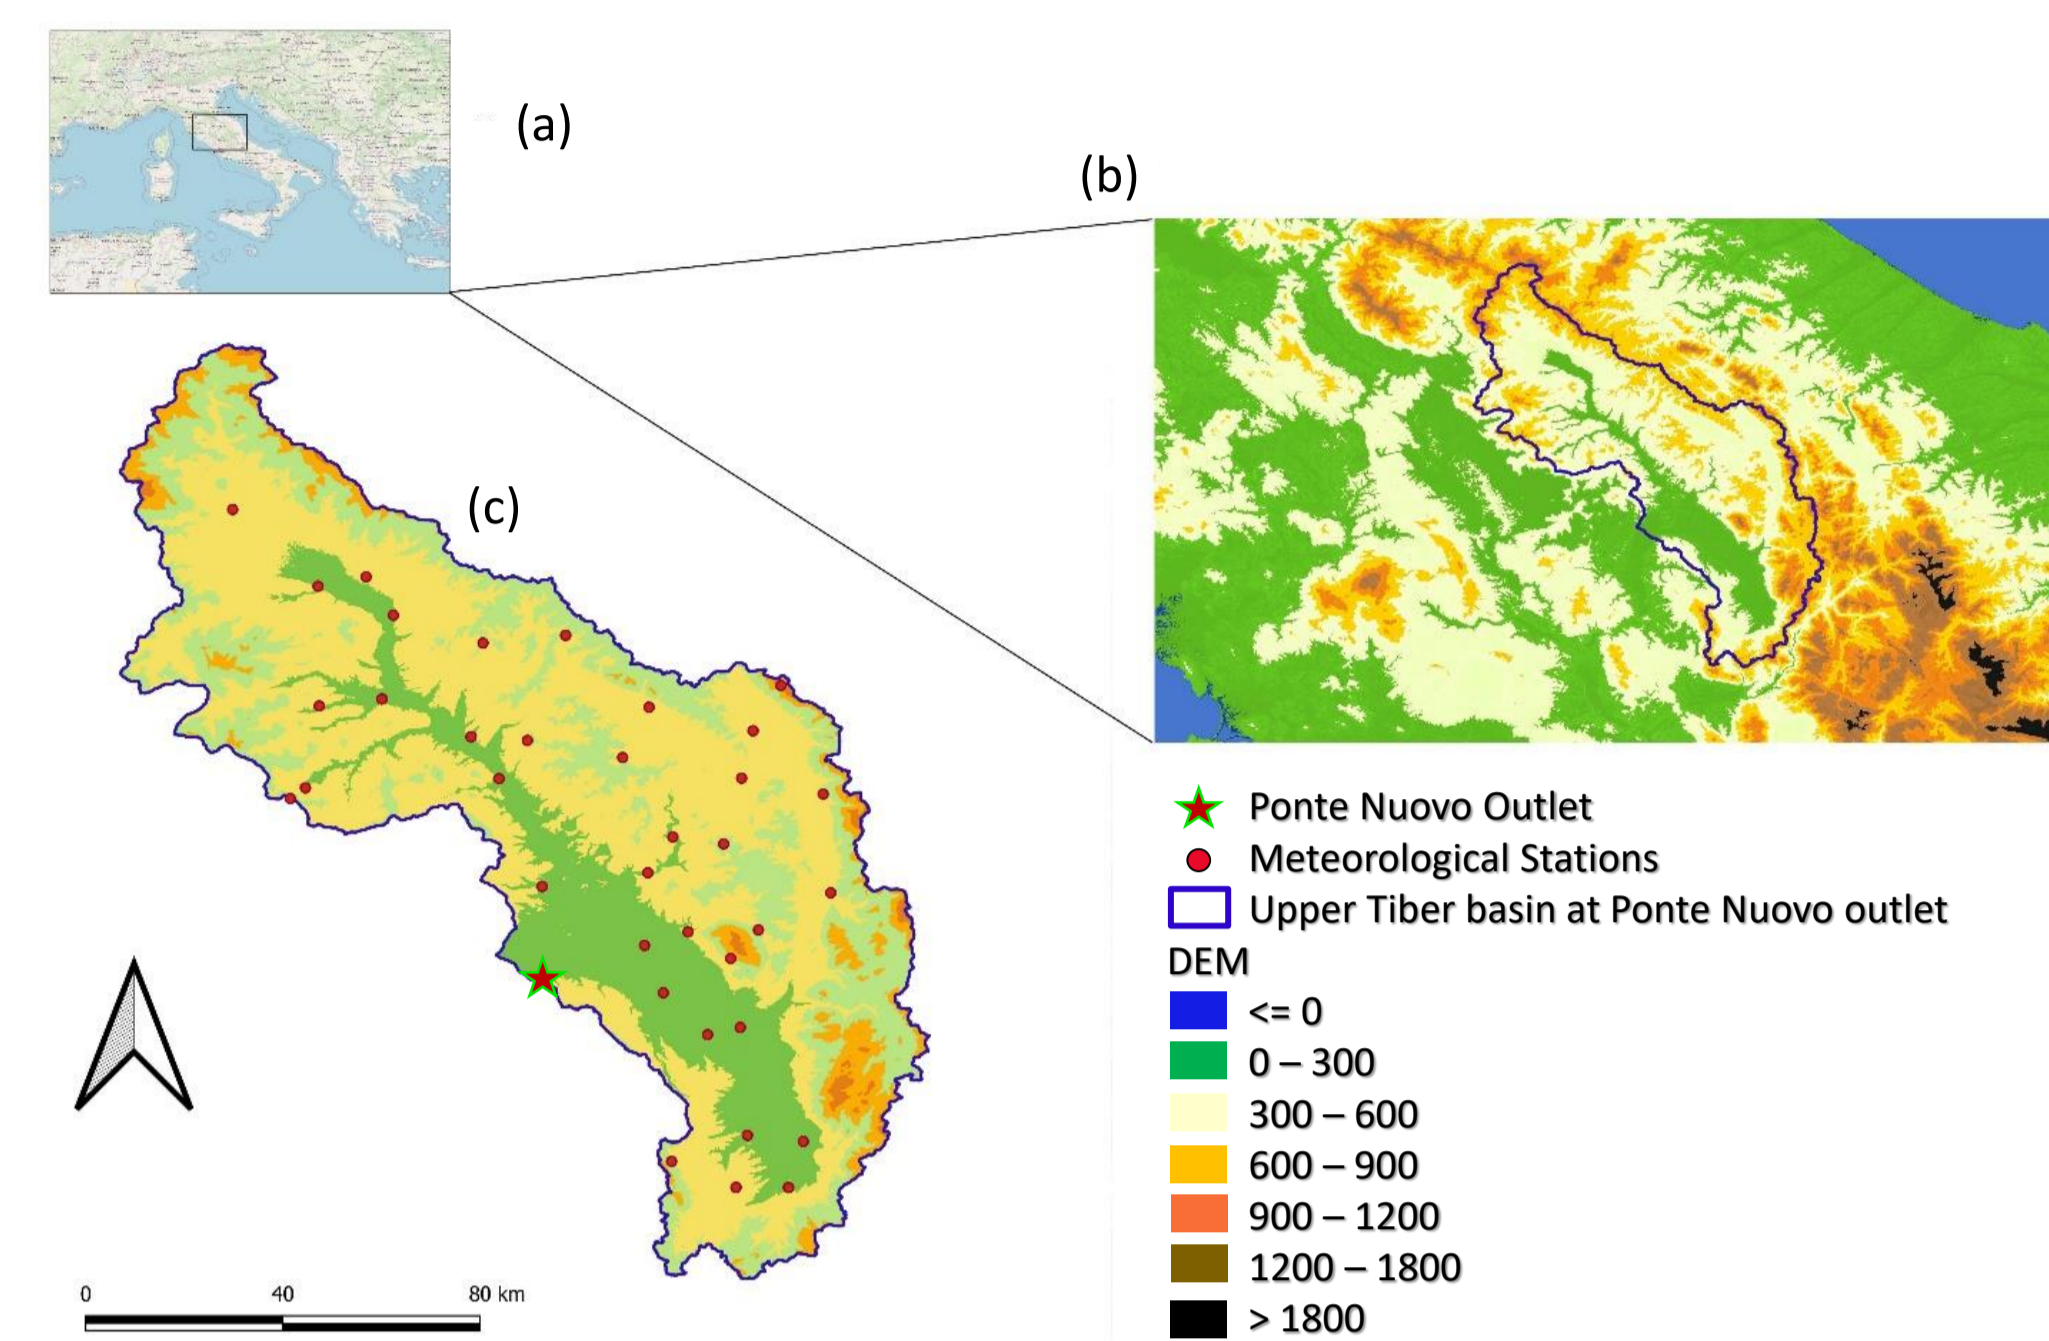 (a)
(b)
(c)
Ponte Nuovo Outlet
Meteorological Stations
Upper Tiber basin at Ponte Nuovo outlet
DEM
<= 0
0 – 300
300 – 600
600 – 900
900 – 1200
1200 – 1800
> 1800
0 40 80 km